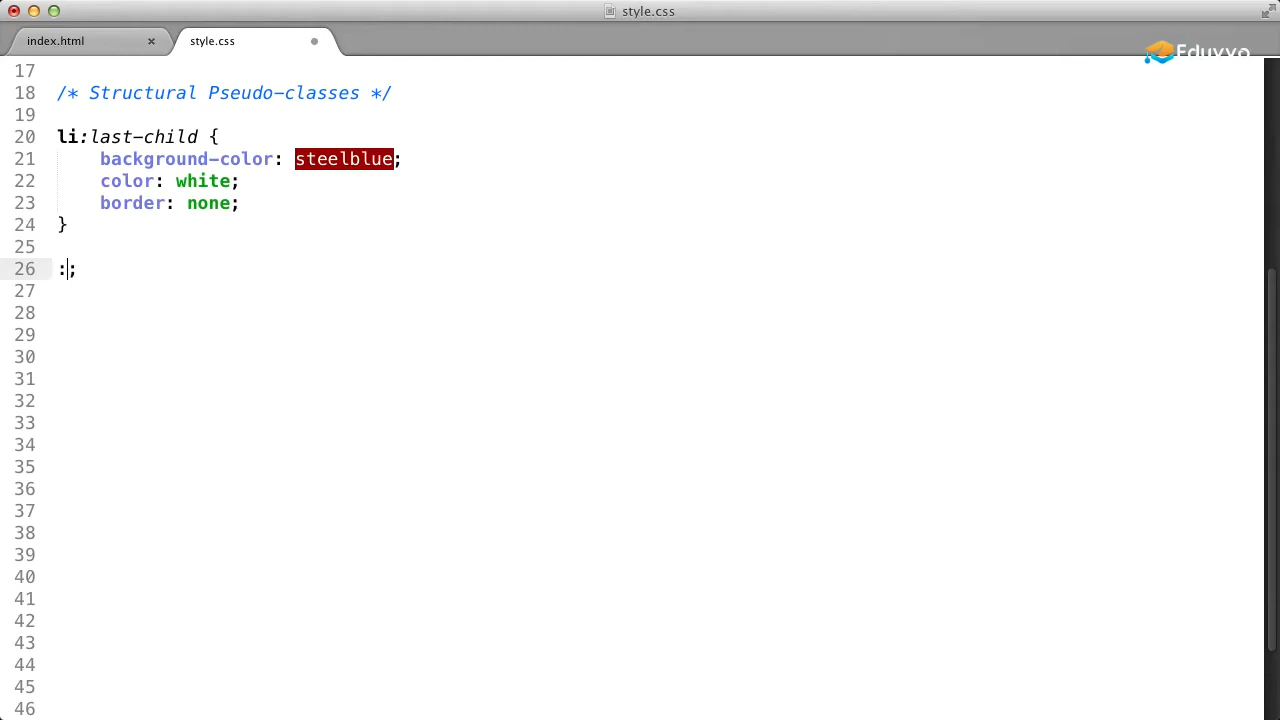 style.css
index.html
style.css
Eduvvo
17
18 /* Structural Pseudo-classes */
19
20 li:last-child {
21 background-color: steelblue;
22 color: white;
23 border: none;
24 }
25
26 :;
27
28
29
30
31
32
33
34
35
36
37
38
39
40
41
42
43
44
45
46